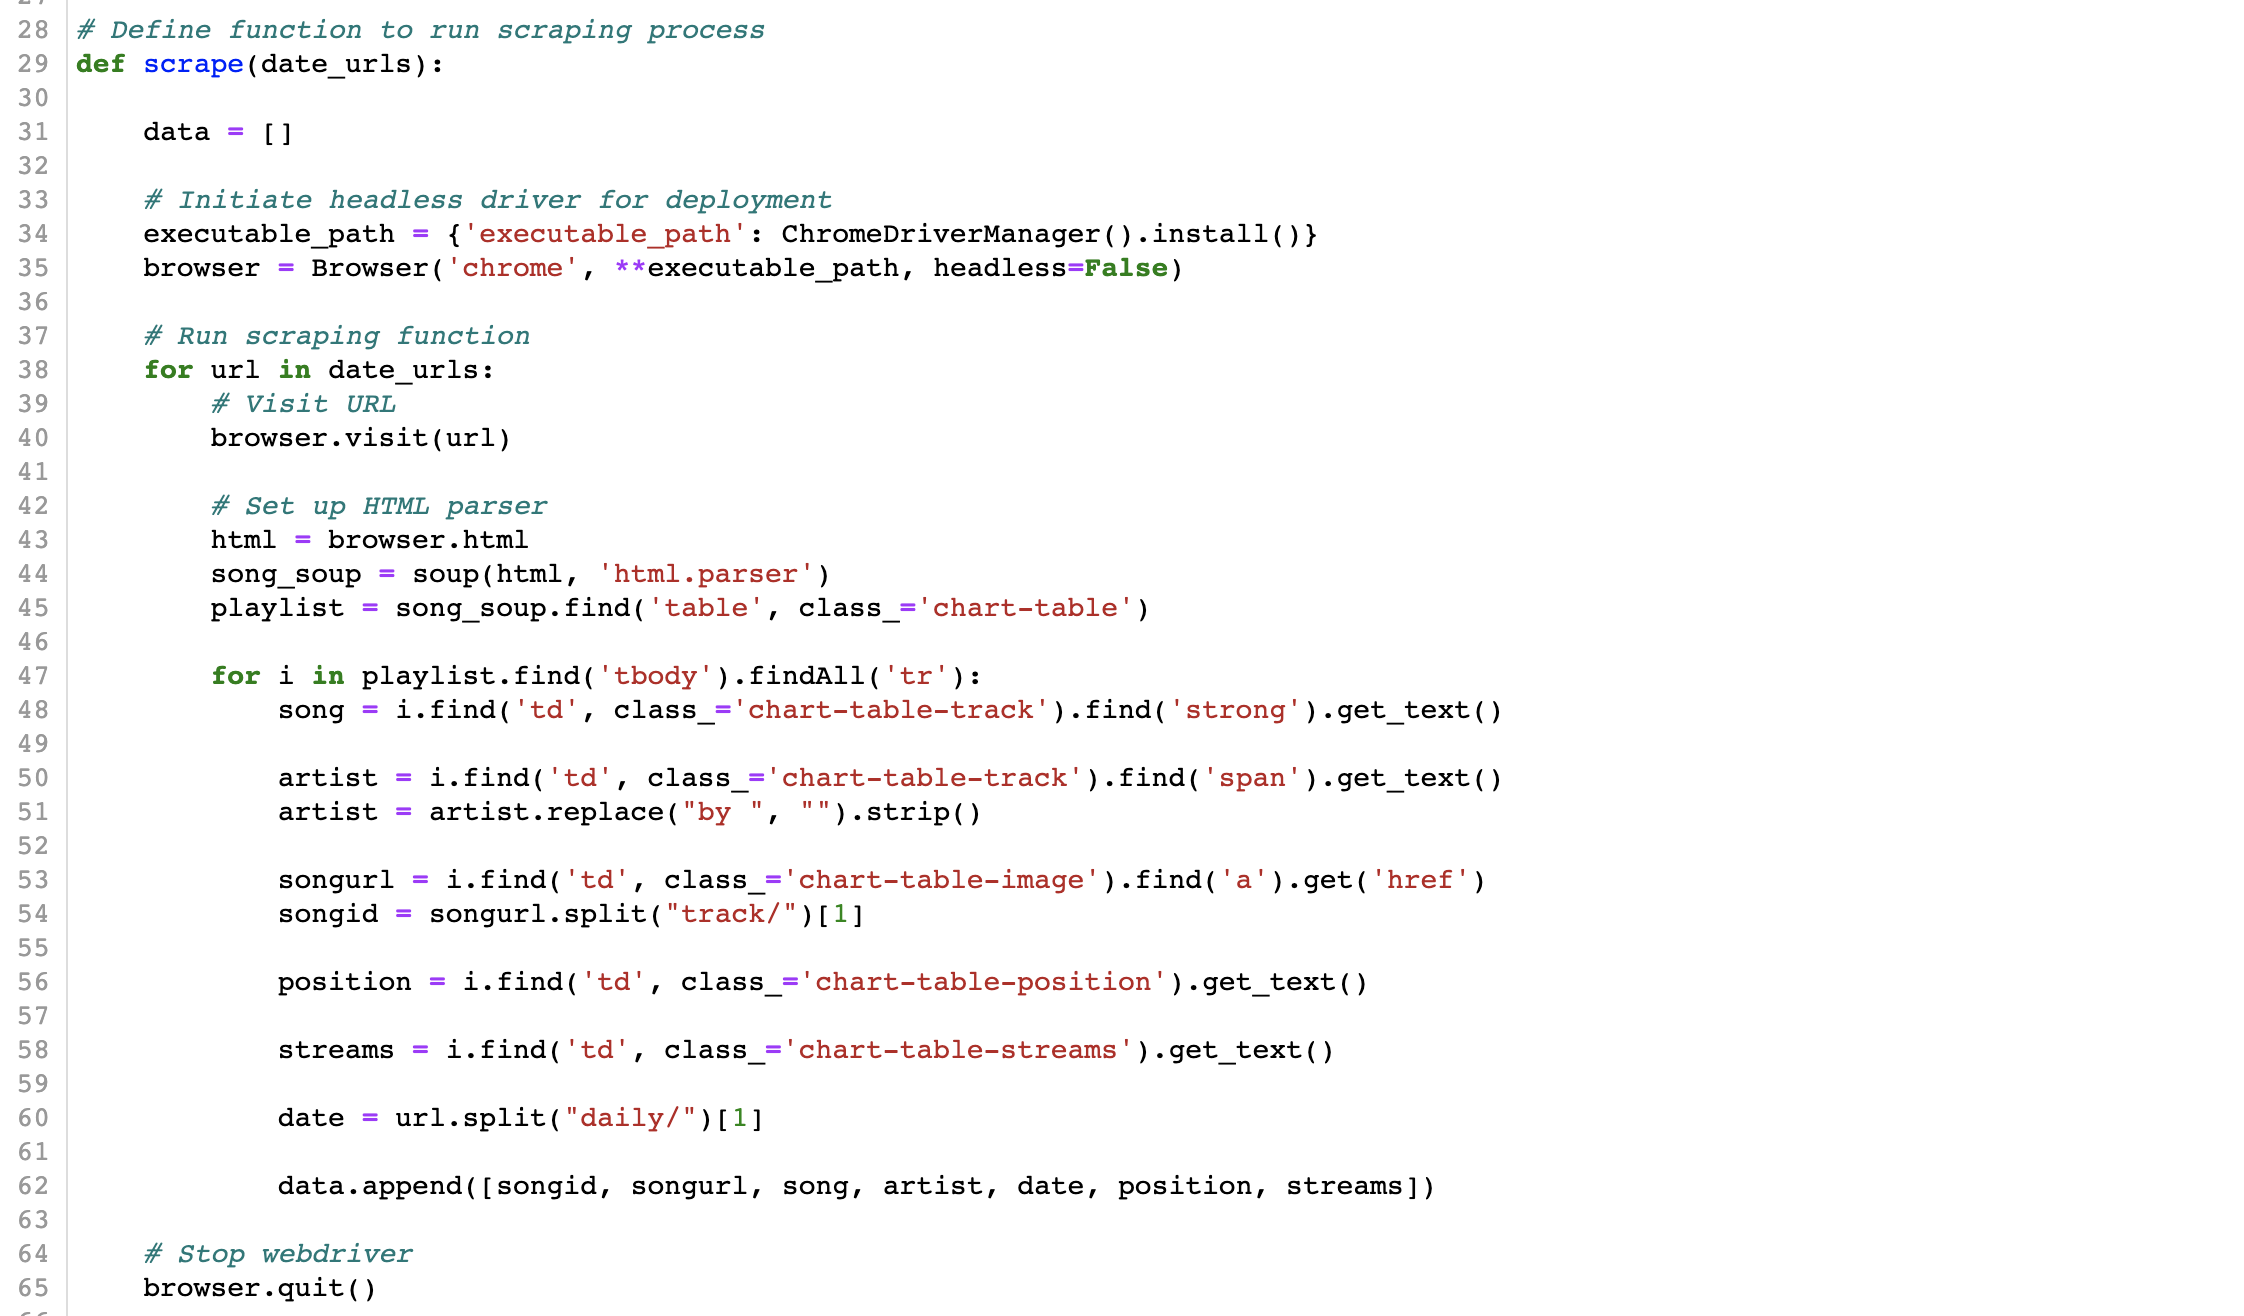 28 # Define function to run scraping process
29 def scrape(date_urls):
30
31     data = []
32
33     # Initiate headless driver for deployment
34     executable_path = {'executable_path': ChromeDriverManager().install()}
35     browser = Browser('chrome', **executable_path, headless=False)
36
37     # Run scraping function
38     for url in date_urls:
39         # Visit URL
40         browser.visit(url)
41
42         # Set up HTML parser
43         html = browser.html
44         song_soup = soup(html, 'html.parser')
45         playlist = song_soup.find('table', class_='chart-table')
46
47         for i in playlist.find('tbody').findAll('tr'):
48             song = i.find('td', class_='chart-table-track').find('strong').get_text()
49
50             artist = i.find('td', class_='chart-table-track').find('span').get_text()
51             artist = artist.replace("by ", "").strip()
52
53             songurl = i.find('td', class_='chart-table-image').find('a').get('href')
54             songid = songurl.split("track/")[1]
55
56             position = i.find('td', class_='chart-table-position').get_text()
57
58             streams = i.find('td', class_='chart-table-streams').get_text()
59
60             date = url.split("daily/")[1]
61
62             data.append([songid, songurl, song, artist, date, position, streams])
63
64     # Stop webdriver
65     browser.quit()